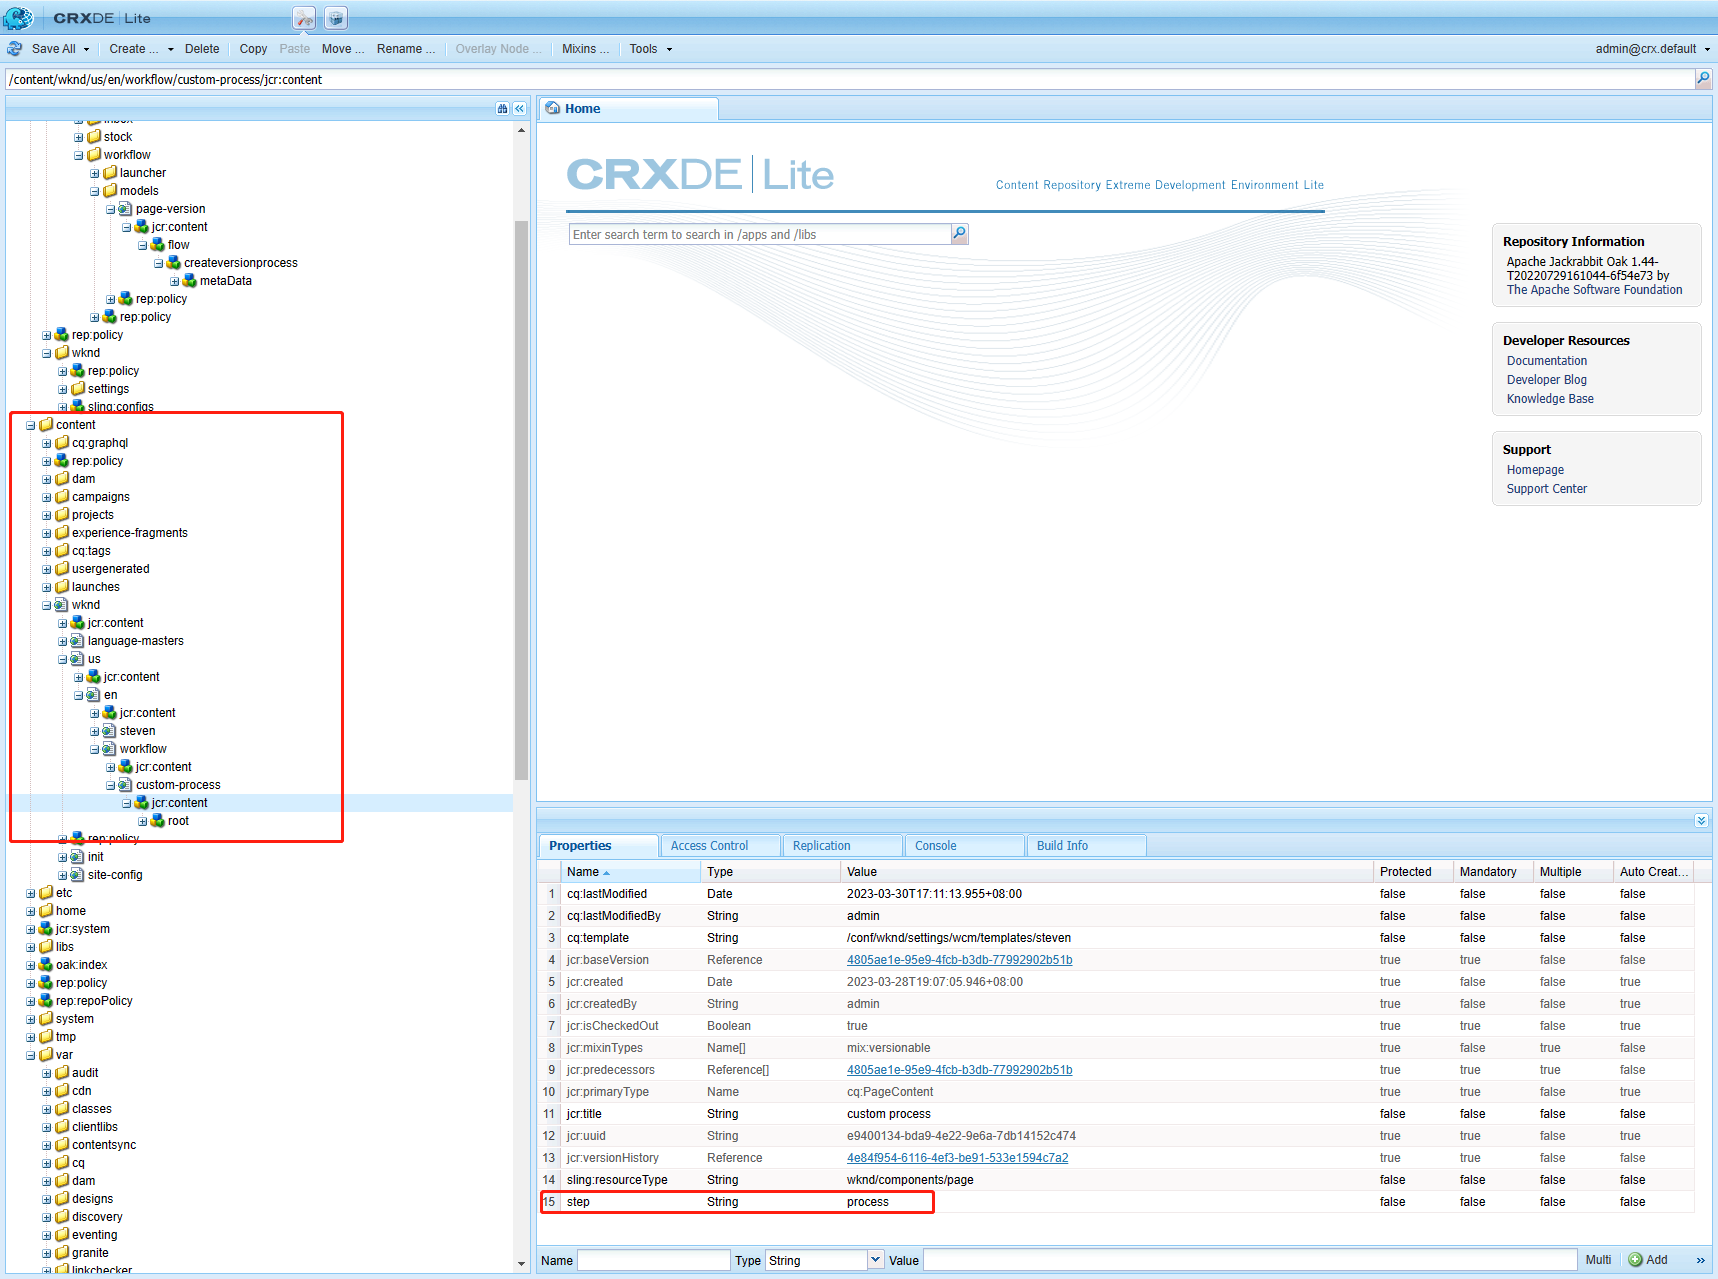 CRXDE | Lite
Save All Create ... Delete Copy Paste Move ... Rename ... Overlay Node ... Mixins ... Tools admin@crx.default
/content/wknd/us/en/workflow/custom-process/jcr:content
inbox
stock
workflow
launcher
models
page-version
jcr:content
flow
createversionprocess
metaData
rep:policy
rep:policy
rep:policy
wknd
rep:policy
settings
sling:configs
content
cq:graphql
rep:policy
dam
campaigns
projects
experience-fragments
cq:tags
usergenerated
launches
wknd
jcr:content
language-masters
us
jcr:content
en
jcr:content
steven
workflow
jcr:content
custom-process
jcr:content
root
rep:policy
init
site-config
etc
home
jcr:system
libs
oak:index
rep:policy
rep:repoPolicy
system
tmp
var
audit
cdn
classes
clientlibs
contentsync
cq
dam
designs
discovery
eventing
granite
linkchecker
Home
CRXDE | Lite
Content Repository Extreme Development Environment Lite
Enter search term to search in /apps and /libs
Repository Information
Apache Jackrabbit Oak 1.44-
T20220729161044-6f54e73 by
The Apache Software Foundation
Developer Resources
Documentation
Developer Blog
Knowledge Base
Support
Homepage
Support Center
Properties Access Control Replication Console Build Info
Name Type Value Protected Mandatory Multiple Auto Creat...
1 cq:lastModified Date 2023-03-30T17:11:13.955+08:00 false false false false
2 cq:lastModifiedBy String admin false false false false
3 cq:template String /conf/wknd/settings/wcm/templates/steven false false false false
4 jcr:baseVersion Reference 4805ae1e-95e9-4fcb-b3db-77992902b51b true true false false
5 jcr:created Date 2023-03-28T19:07:05.946+08:00 true false false true
6 jcr:createdBy String admin true false false true
7 jcr:isCheckedOut Boolean true true true false true
8 jcr:mixinTypes Name[] mix:versionable true false true false
9 jcr:predecessors Reference[] 4805ae1e-95e9-4fcb-b3db-77992902b51b true true true false
10 jcr:primaryType Name cq:PageContent true true false true
11 jcr:title String custom process false false false false
12 jcr:uuid String e9400134-bda9-4e22-9e6a-7db14152c474 true true false true
13 jcr:versionHistory Reference 4e84f954-6116-4ef3-be91-533e1594c7a2 true true false false
14 sling:resourceType String wknd/components/page false false false false
15 step String process false false false false
Name Type String Value Multi Add »